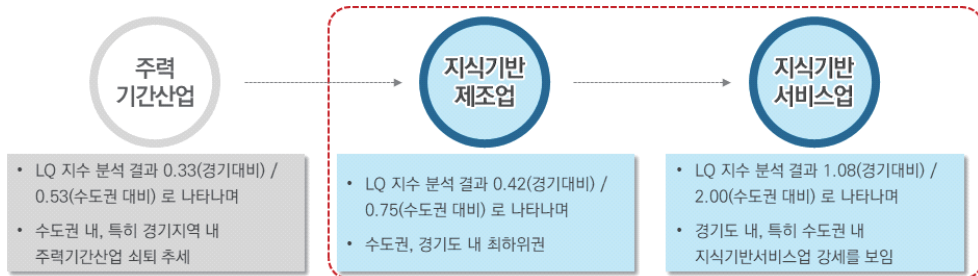 주력
기간산업
지식기반
제조업
지식기반
서비스업
• LQ 지수 분석 결과 0.33(경기대비) /
0.53(수도권 대비) 로 나타나며
• 수도권 내, 특히 경기지역 내
주력기간산업 쇠퇴 추세
• LQ 지수 분석 결과 0.42(경기대비) /
0.75(수도권 대비) 로 나타나며
• 수도권, 경기도 내 최하위권
• LQ 지수 분석 결과 1.08(경기대비) /
2.00(수도권 대비) 로 나타나며
• 경기도 내, 특히 수도권 내
지식기반서비스업 강세를 보임